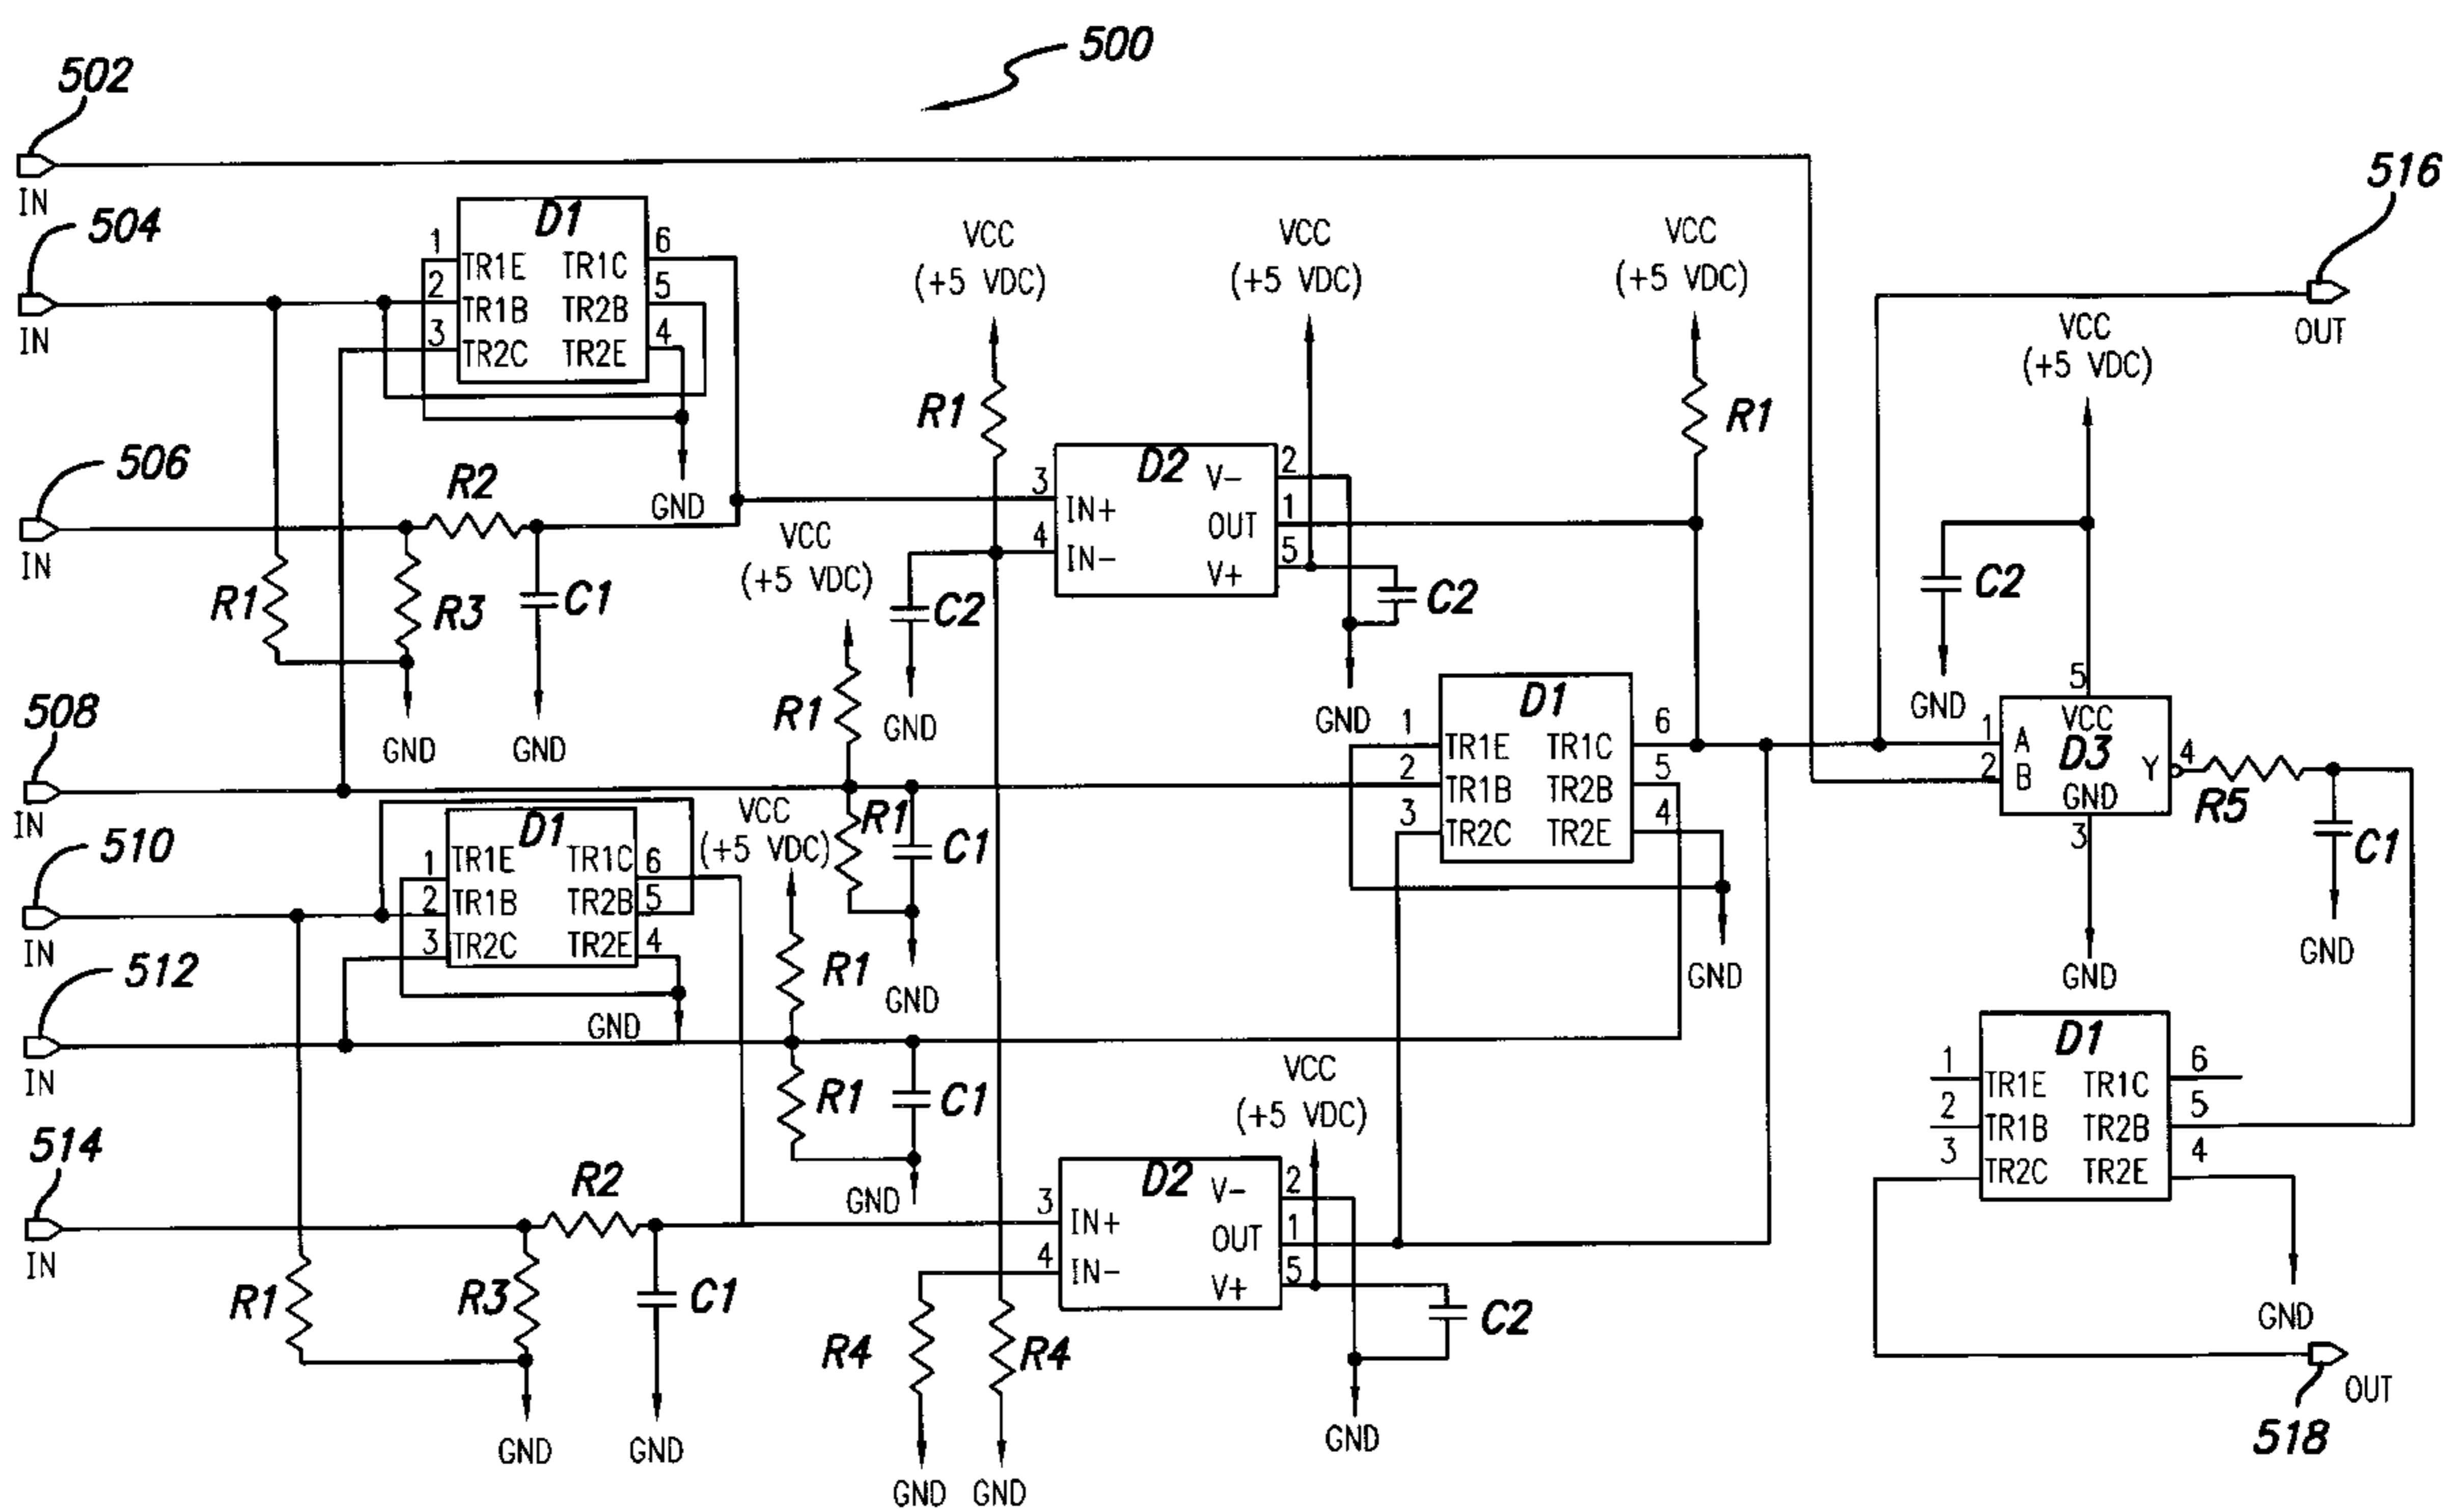 500
502
IN
504
IN
D1
1 TR1E TR1C 6
2 TR1B TR2B 5
3 TR2C TR2E 4
GND
506
IN
R2
R1
R3
C1
GND
GND
VCC
(+5 VDC)
R1
VCC
(+5 VDC)
VCC
(+5 VDC)
R1
516
OUT
VCC
(+5 VDC)
D2
3 IN+ V- 2
OUT 1
4 IN- V+ 5
C2
GND
C2
GND
C2
GND
508
IN
VCC
(+5 VDC)
R1
R1
C1
GND
D1
1 TR1E TR1C 6
2 TR1B TR2B 5
3 TR2C TR2E 4
GND
5
VCC
1 A D3 Y 4
2 B
GND
3
GND
R5
C1
GND
510
IN
512
IN
D1
1 TR1E TR1C 6
2 TR1B TR2B 5
3 TR2C TR2E 4
GND
VCC
(+5 VDC)
R1
R1
C1
GND
514
IN
R2
R1
R3
C1
GND
GND
VCC
(+5 VDC)
D2
3 IN+ V- 2
OUT 1
4 IN- V+ 5
C2
GND
R4
R4
GND
GND
D1
1 TR1E TR1C 6
2 TR1B TR2B 5
3 TR2C TR2E 4
GND
OUT
518